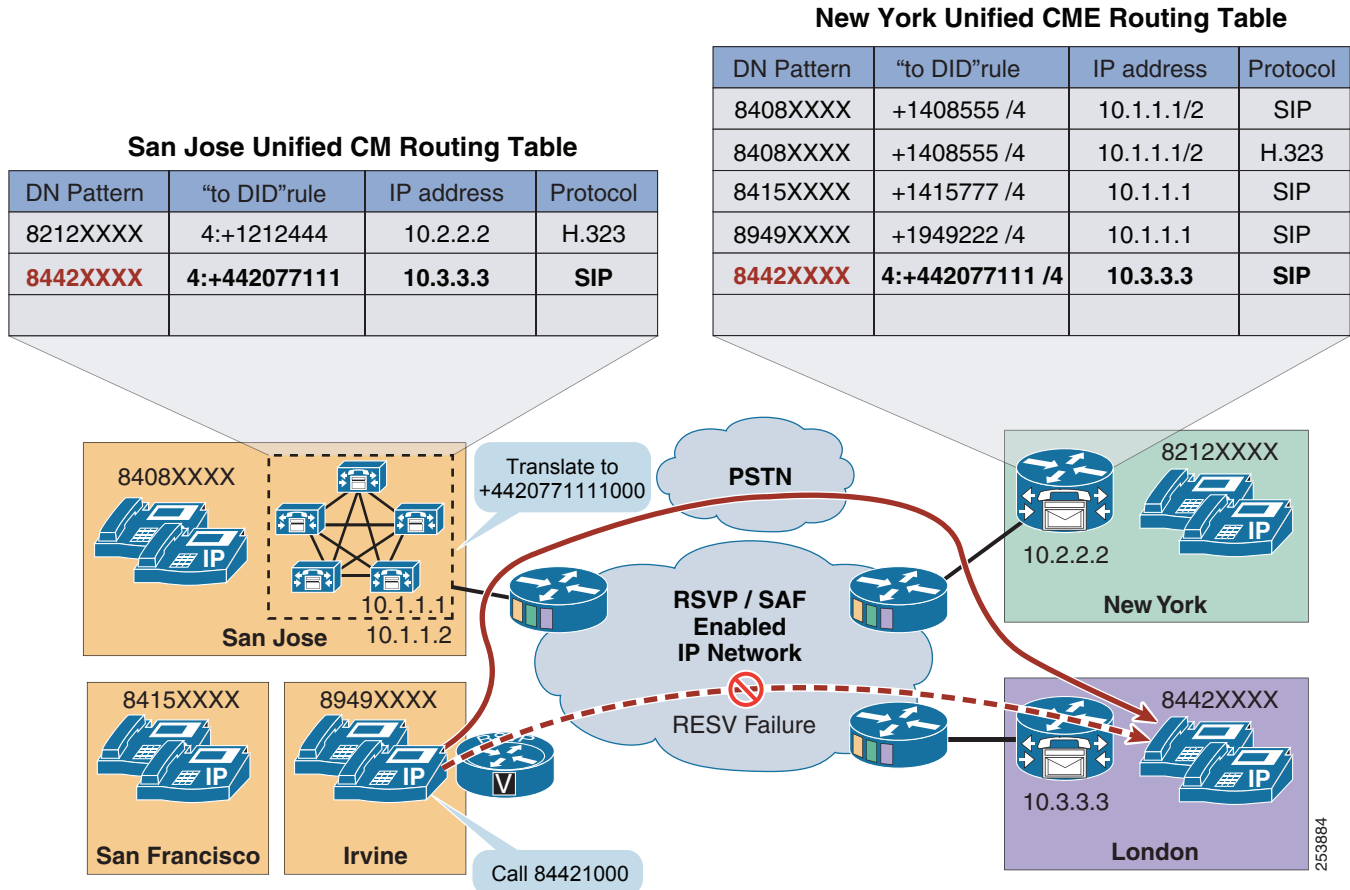 New York Unified CME Routing Table
DN Pattern “to DID”rule IP address Protocol
8408XXXX +1408555 /4 10.1.1.1/2 SIP
8408XXXX +1408555 /4 10.1.1.1/2 H.323
8415XXXX +1415777 /4 10.1.1.1 SIP
8949XXXX +1949222 /4 10.1.1.1 SIP
8442XXXX 4:+442077111 /4 10.3.3.3 SIP
San Jose Unified CM Routing Table
DN Pattern “to DID”rule IP address Protocol
8212XXXX 4:+1212444 10.2.2.2 H.323
8442XXXX 4:+442077111 10.3.3.3 SIP
8408XXXX
IP
10.1.1.1
10.1.1.2
San Jose
Translate to
+4420771111000
PSTN
8212XXXX
IP
10.2.2.2
New York
RSVP / SAF
Enabled
IP Network
RESV Failure
8415XXXX
IP
San Francisco
8949XXXX
IP
Irvine
V
Call 84421000
8442XXXX
IP
10.3.3.3
London
253884